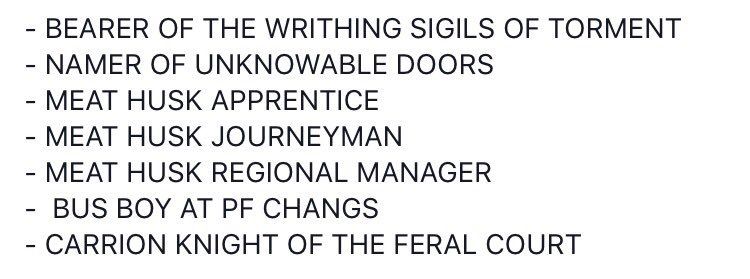 - BEARER OF THE WRITHING SIGILS OF TORMENT
- NAMER OF UNKNOWABLE DOORS
- MEAT HUSK APPRENTICE
- MEAT HUSK JOURNEYMAN
- MEAT HUSK REGIONAL MANAGER
-  BUS BOY AT PF CHANGS
- CARRION KNIGHT OF THE FERAL COURT